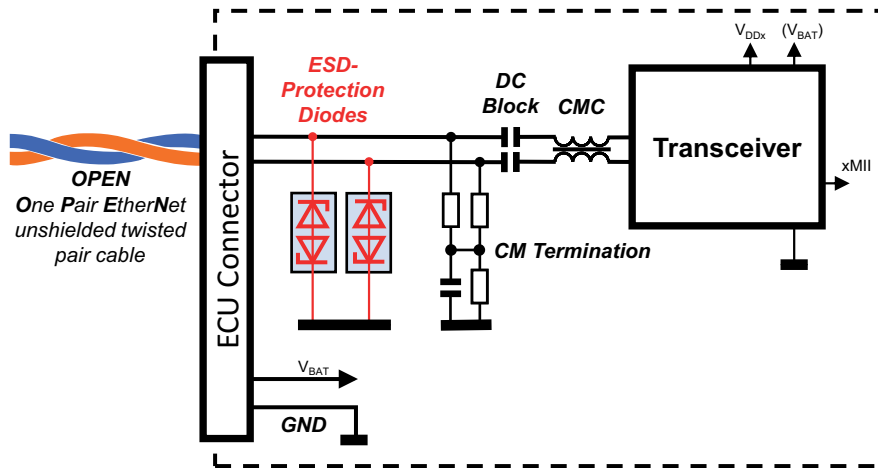 ESD-
Protection
Diodes
DC
Block
CMC
V_DDx
(V_BAT)
Transceiver
xMII
OPEN
One Pair EtherNet
unshielded twisted
pair cable
ECU Connector
CM Termination
V_BAT
GND